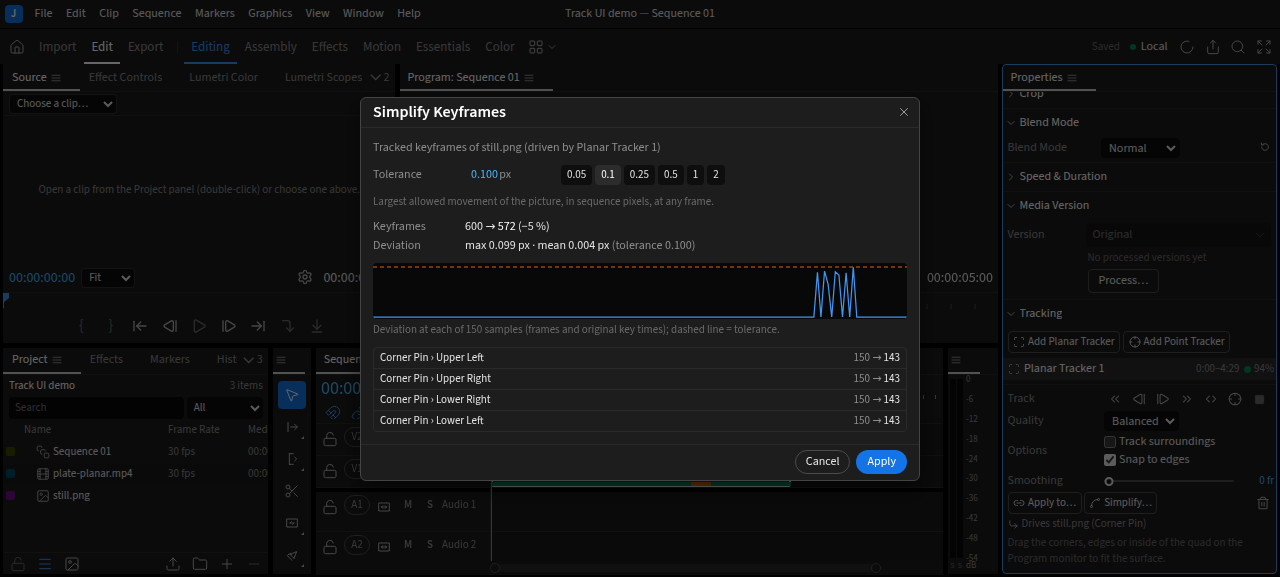 J File Edit Clip Sequence Markers Graphics View Window Help Track UI demo — Sequence 01
Import Edit Export Editing Assembly Effects Motion Essentials Color Saved Local
Source Effect Controls Lumetri Color Lumetri Scopes 2 Program: Sequence 01 Properties
Choose a clip…
Open a clip from the Project panel (double-click) or choose one above.
00:00:00:00 Fit 00:00:
00:00:05:00
Simplify Keyframes
Tracked keyframes of still.png (driven by Planar Tracker 1)
Tolerance 0.100 px 0.05 0.1 0.25 0.5 1 2
Largest allowed movement of the picture, in sequence pixels, at any frame.
Keyframes 600 → 572 (−5 %)
Deviation max 0.099 px · mean 0.004 px (tolerance 0.100)
Deviation at each of 150 samples (frames and original key times); dashed line = tolerance.
Corner Pin › Upper Left 150 → 143
Corner Pin › Upper Right 150 → 143
Corner Pin › Lower Right 150 → 143
Corner Pin › Lower Left 150 → 143
Cancel Apply
Crop
Blend Mode
Blend Mode Normal
Speed & Duration
Media Version
Version Original
No processed versions yet
Process…
Tracking
Add Planar Tracker Add Point Tracker
Planar Tracker 1 0:00–4:29 94%
Track
Quality Balanced
Options Track surroundings
Snap to edges
Smoothing 0 fr
Apply to… Simplify…
Drives still.png (Corner Pin)
Drag the corners, edges or inside of the quad on the
Program monitor to fit the surface.
Project Effects Markers Hist 3
Track UI demo 3 items
Search All
Name Frame Rate Med
Sequence 01 30 fps 00:0
plate-planar.mp4 30 fps 00:0
still.png
Sequen
00:00
V2
V1
A1 M S Audio 1
A2 M S Audio 2
0
-6
-12
-18
-24
-30
-36
-42
-48
-54
S S dB